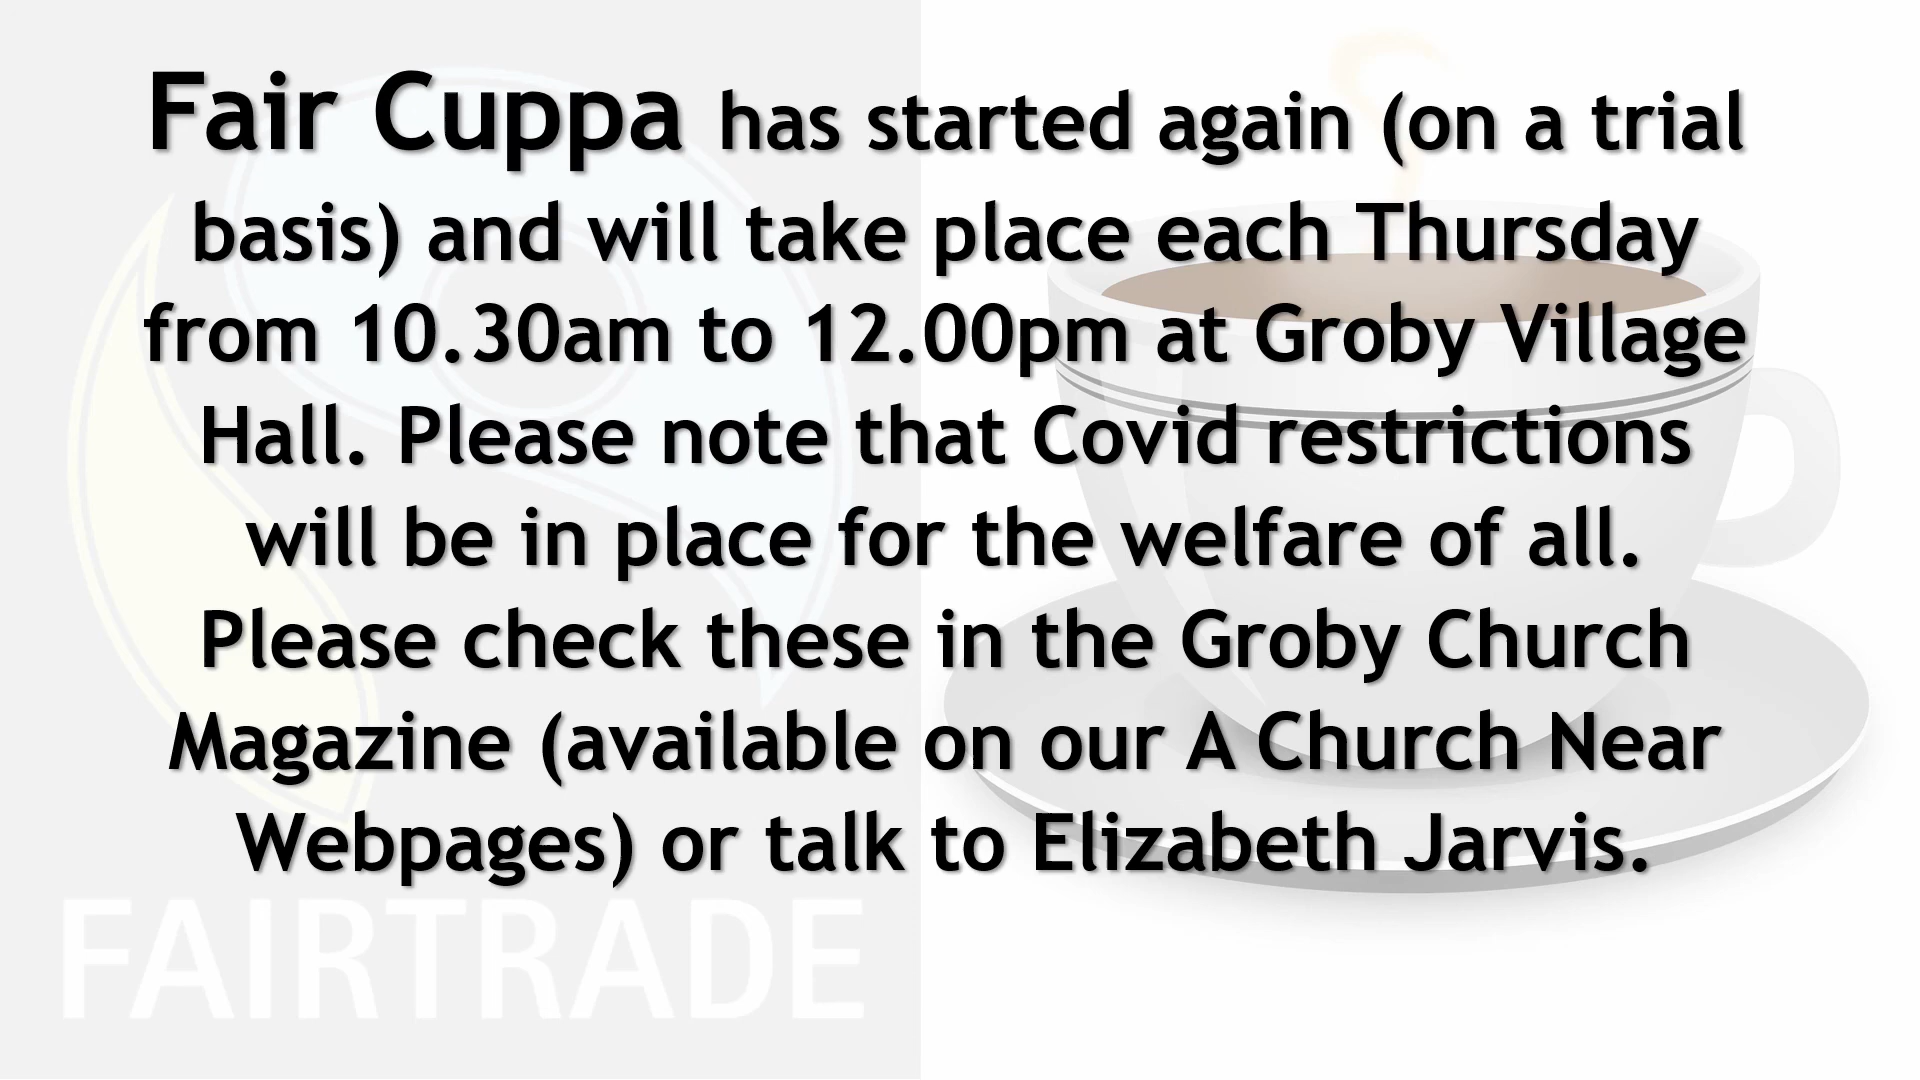 Fair Cuppa has started again (on a trial
basis) and will take place each Thursday
from 10.30am to 12.00pm at Groby Village
Hall. Please note that Covid restrictions
will be in place for the welfare of all.
Please check these in the Groby Church
Magazine (available on our A Church Near
Webpages) or talk to Elizabeth Jarvis.
FAIRTRADE